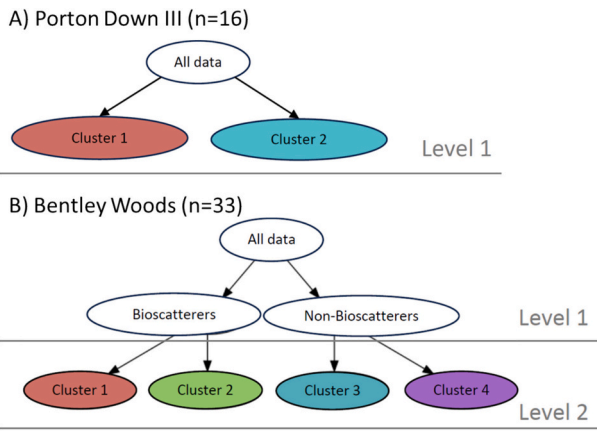 A) Porton Down III (n=16)
All data
Cluster 1
Cluster 2
Level 1
B) Bentley Woods (n=33)
All data
Bioscatterers
Non-Bioscatterers
Level 1
Cluster 1
Cluster 2
Cluster 3
Cluster 4
Level 2